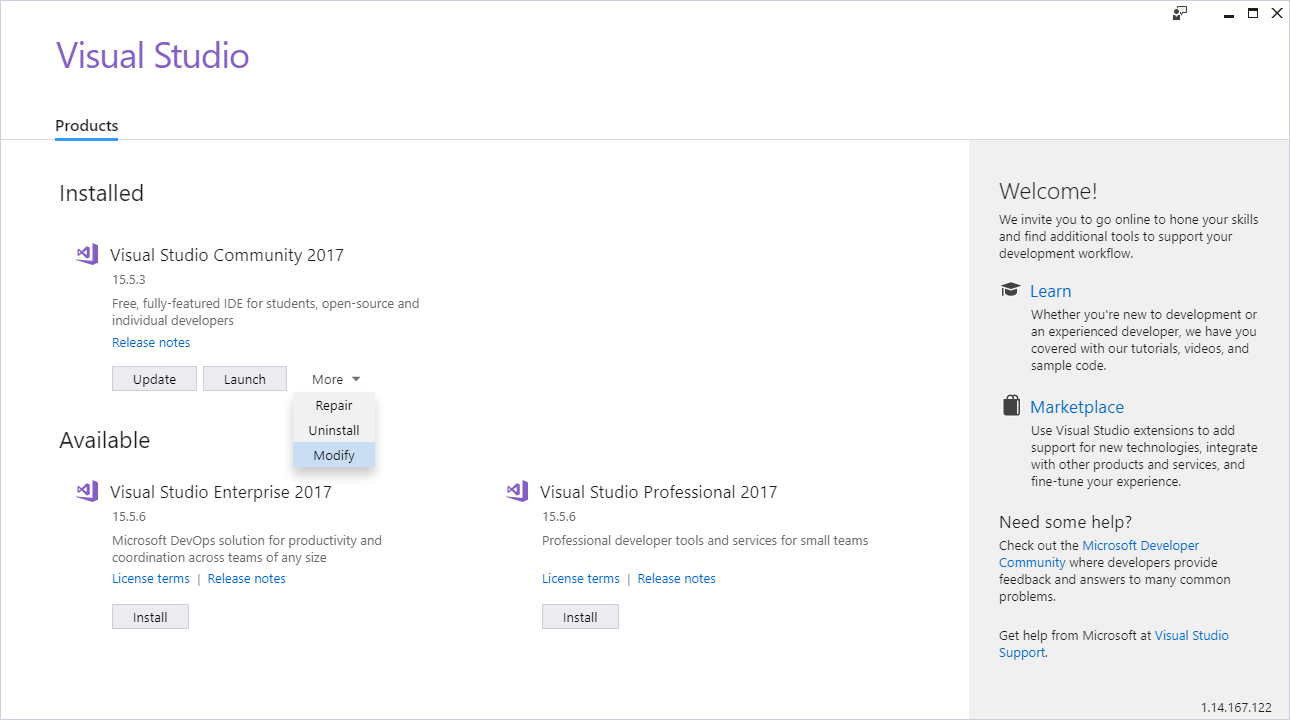 Visual Studio
Products
Installed
Visual Studio Community 2017
15.5.3
Free, fully-featured IDE for students, open-source and
individual developers
Release notes
Update Launch More
Repair
Uninstall
Modify
Available
Visual Studio Enterprise 2017
15.5.6
Microsoft DevOps solution for productivity and
coordination across teams of any size
License terms | Release notes
Install
Visual Studio Professional 2017
15.5.6
Professional developer tools and services for small teams
License terms | Release notes
Install
Welcome!
We invite you to go online to hone your skills
and find additional tools to support your
development workflow.
Learn
Whether you're new to development or
an experienced developer, we have you
covered with our tutorials, videos, and
sample code.
Marketplace
Use Visual Studio extensions to add
support for new technologies, integrate
with other products and services, and
fine-tune your experience.
Need some help?
Check out the Microsoft Developer
Community where developers provide
feedback and answers to many common
problems.
Get help from Microsoft at Visual Studio
Support.
1.14.167.122